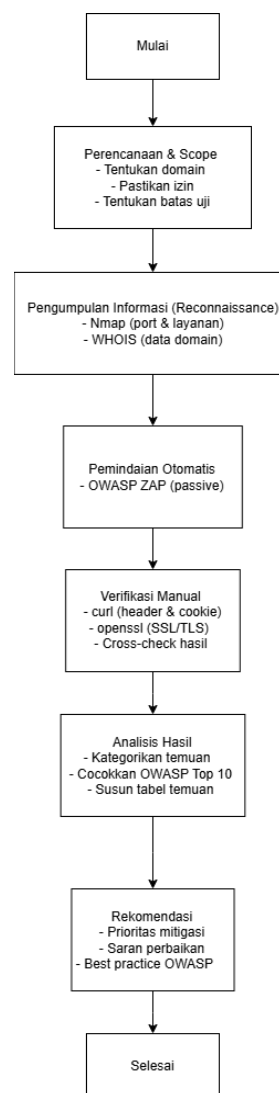 Mulai
Perencanaan & Scope
- Tentukan domain
- Pastikan izin
- Tentukan batas uji
Pengumpulan Informasi (Reconnaissance)
- Nmap (port & layanan)
- WHOIS (data domain)
Pemindaian Otomatis
- OWASP ZAP (passive)
Verifikasi Manual
- curl (header & cookie)
- openssl (SSL/TLS)
- Cross-check hasil
Analisis Hasil
- Kategorikan temuan
- Cocokkan OWASP Top 10
- Susun tabel temuan
Rekomendasi
- Prioritas mitigasi
- Saran perbaikan
- Best practice OWASP
Selesai